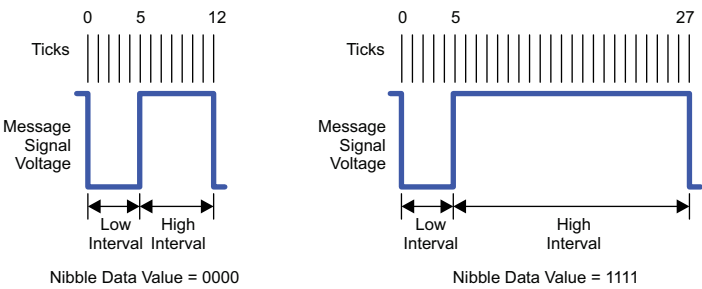 0 5 12
Ticks
Message
Signal
Voltage
Low
Interval
High
Interval
Nibble Data Value = 0000
0 5 27
Ticks
Message
Signal
Voltage
Low
Interval
High
Interval
Nibble Data Value = 1111